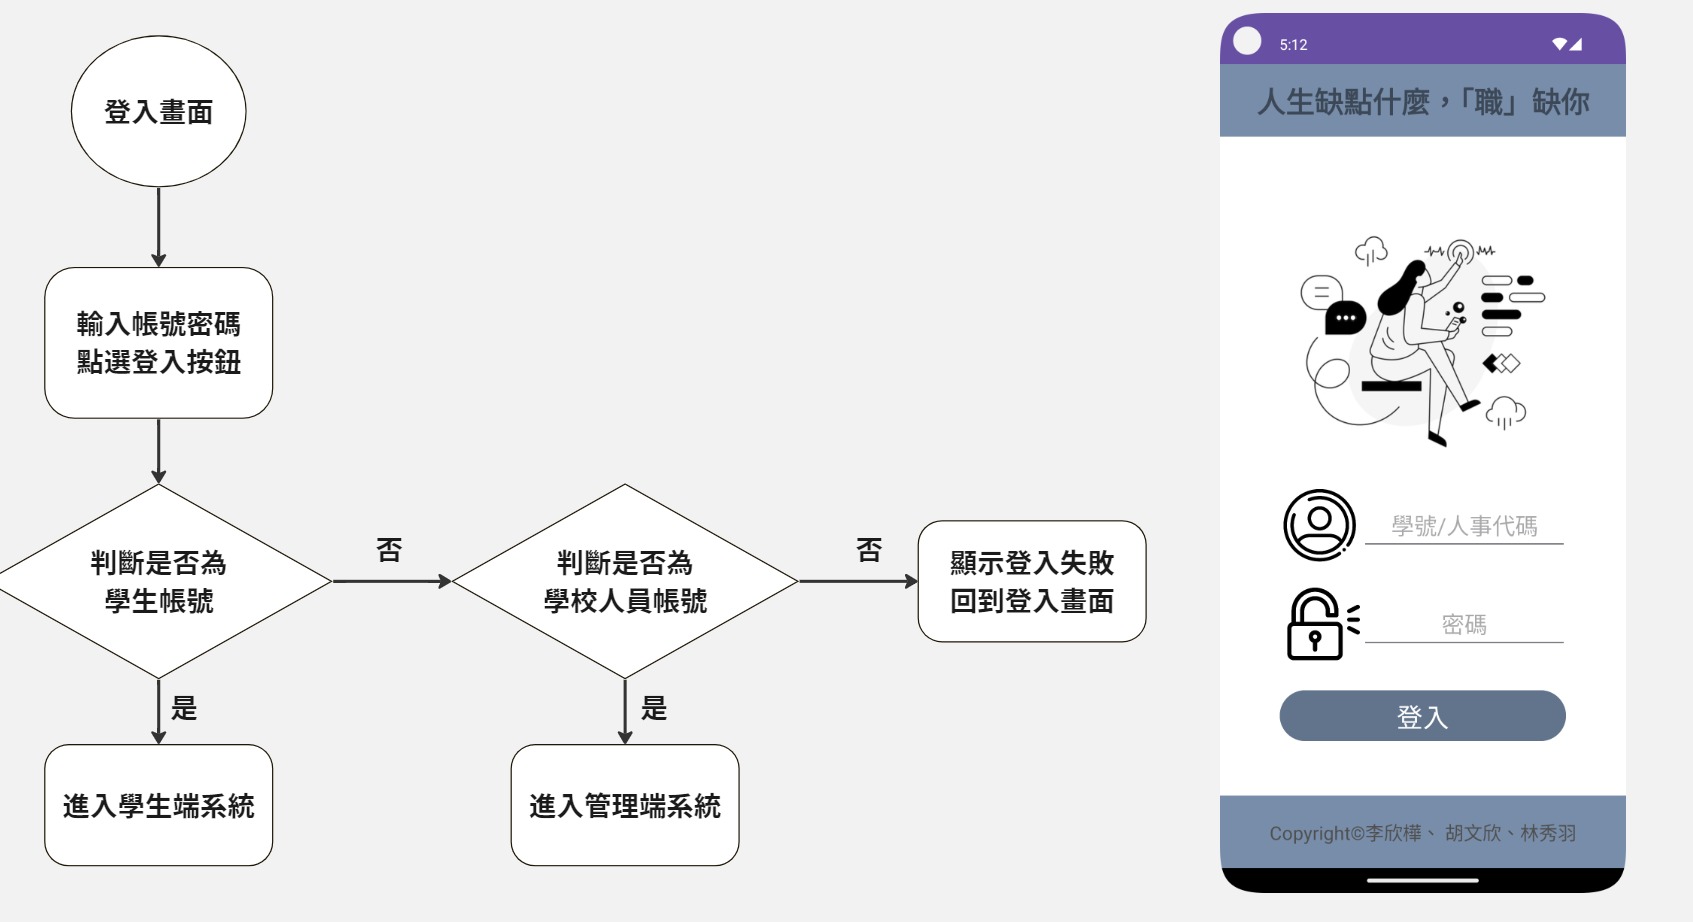 登入畫面
輸入帳號密碼
點選登入按鈕
判斷是否為
學生帳號
否
判斷是否為
學校人員帳號
否
顯示登入失敗
回到登入畫面
是
是
進入學生端系統
進入管理端系統
5:12
人生缺點什麼，「職」缺你
學號/人事代碼
密碼
登入
Copyright©李欣樺、 胡文欣、林秀羽